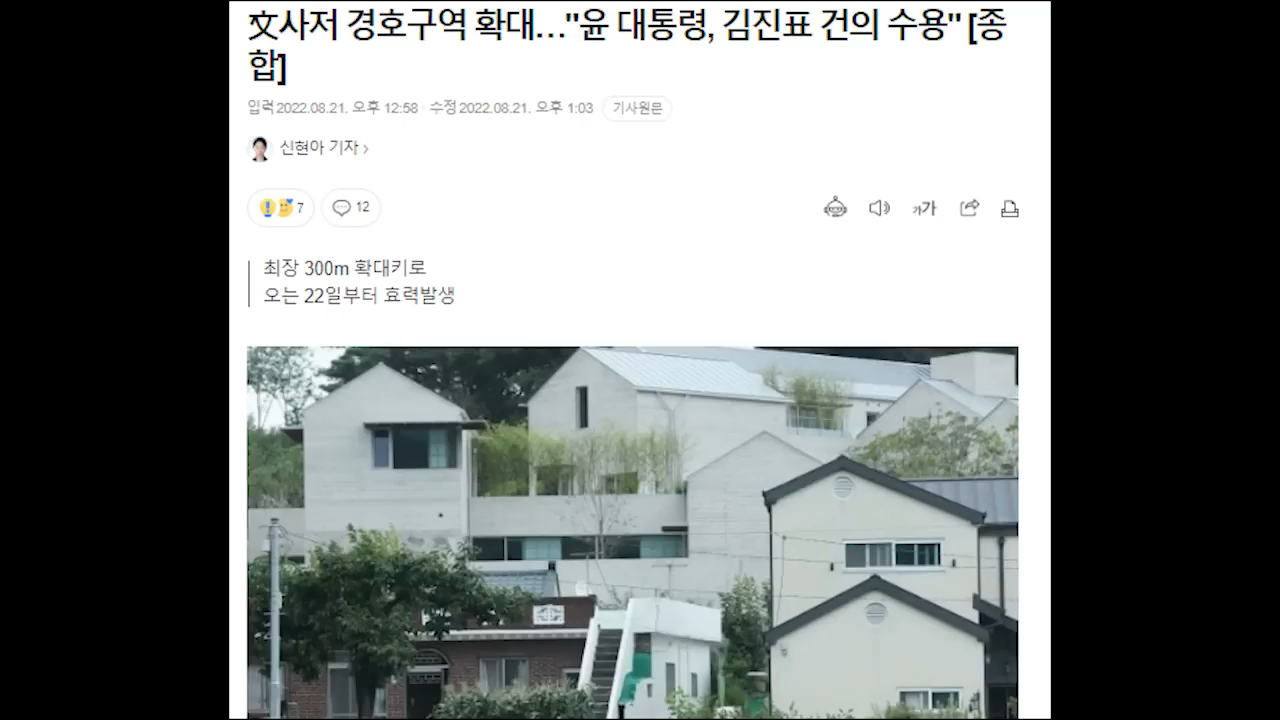 文사저 경호구역 확대…"윤 대통령, 김진표 건의 수용" [종
합]
입력 2022.08.21. 오후 12:58 · 수정 2022.08.21. 오후 1:03 기사원문
신현아 기자 >
7 12 가가
최장 300m 확대키로
오는 22일부터 효력발생